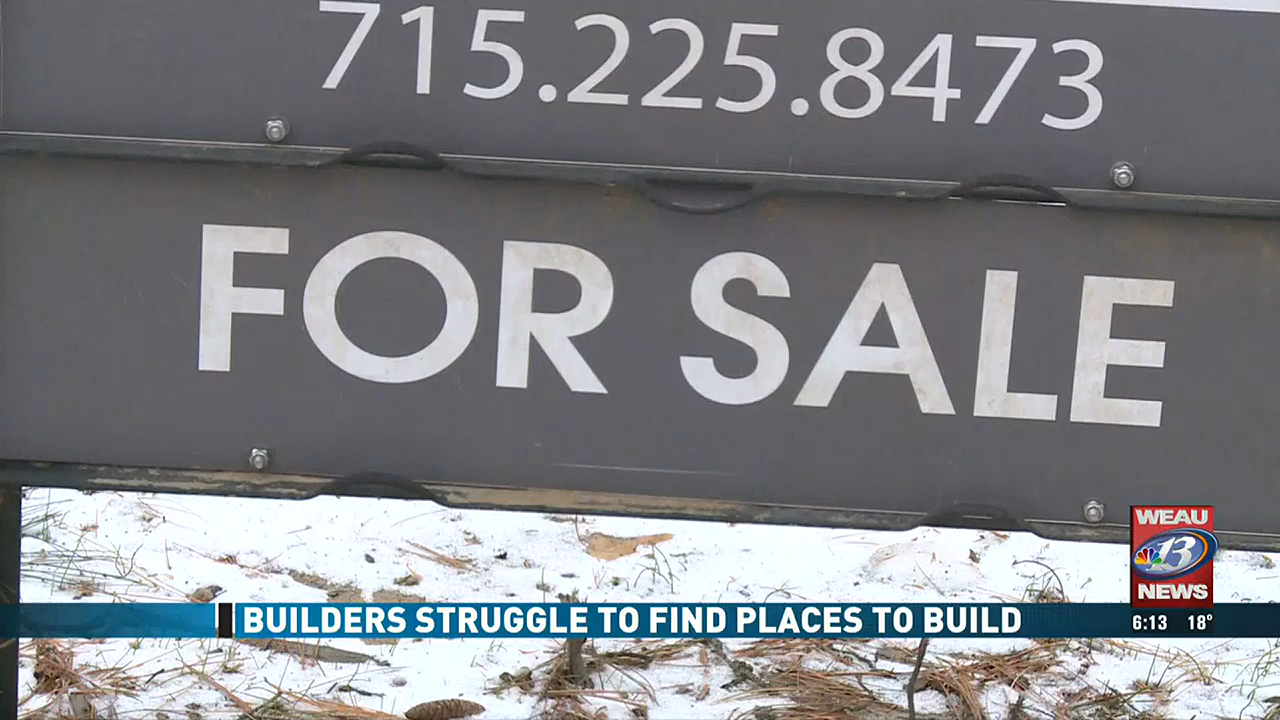 715.225.8473
FOR SALE
WEAU
13
NEWS
BUILDERS STRUGGLE TO FIND PLACES TO BUILD
6:13 18°